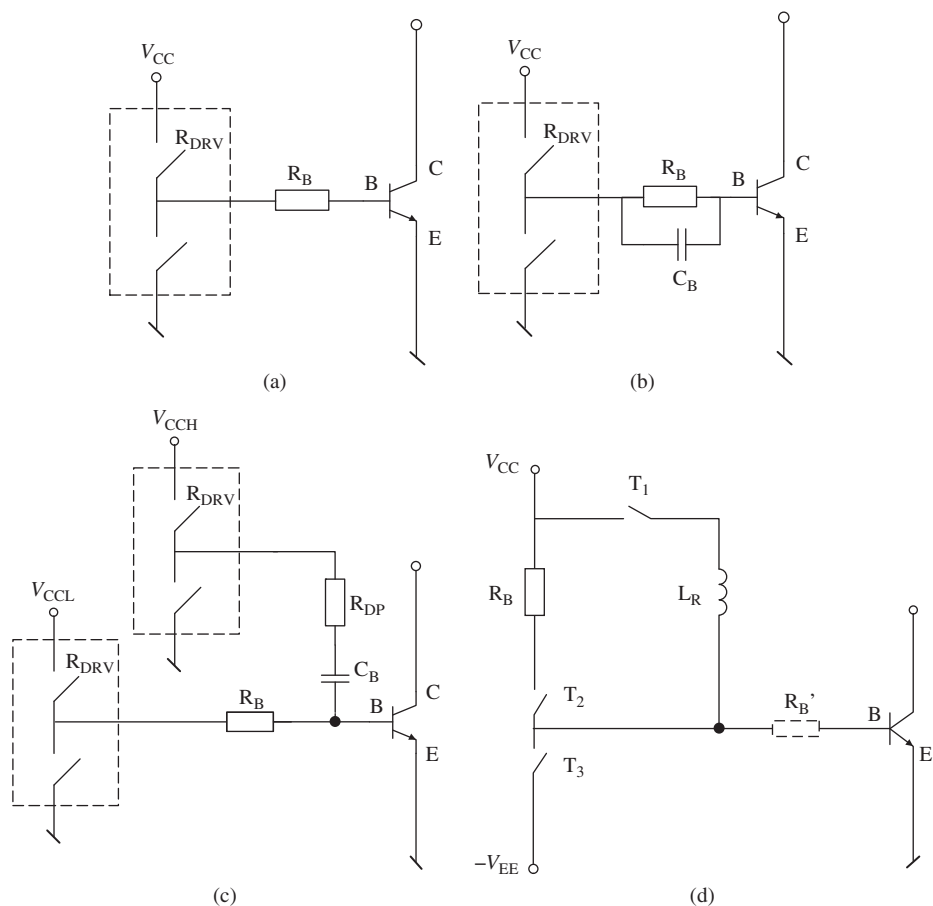 V_CC
R_DRV
R_B
B
C
E
(a)
V_CC
R_DRV
R_B
C_B
B
C
E
(b)
V_CCH
R_DRV
V_CCL
R_DRV
R_DP
C_B
R_B
B
C
E
(c)
V_CC
T_1
R_B
L_R
T_2
R_B'
B
E
T_3
–V_EE
(d)